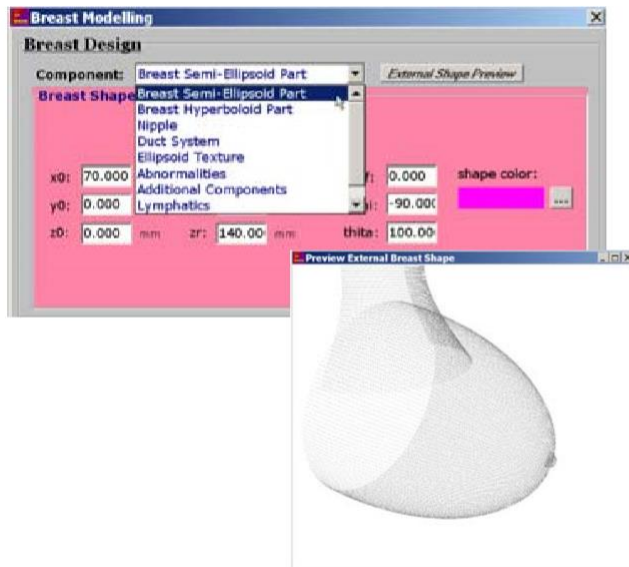 Breast Modelling
Breast Design
Component: Breast Semi-Ellipsoid Part External Shape Preview
Breast Shape
Breast Semi-Ellipsoid Part
Breast Hyperboloid Part
Nipple
Duct System
Ellipsoid Texture
Abnormalities
Additional Components
Lymphatics
x0: 70.000 0.000 shape color:
y0: 0.000 -90.00 ...
z0: 0.000 mm zr: 140.00 mm thita: 100.00
Preview External Breast Shape